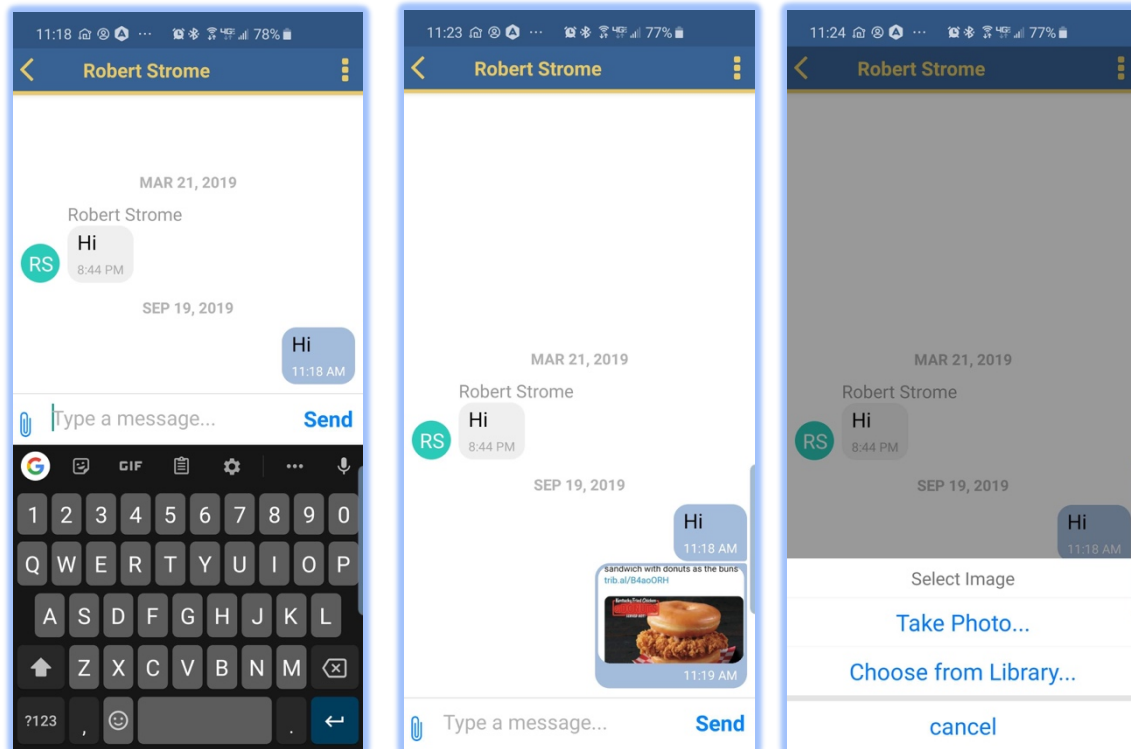 11:18 78%
Robert Strome
MAR 21, 2019
Robert Strome
RS
Hi
8:44 PM
SEP 19, 2019
Hi
11:18 AM
Type a message... Send
G GIF
1 2 3 4 5 6 7 8 9 0
Q W E R T Y U I O P
A S D F G H J K L
Z X C V B N M
?123 , .
11:23 77%
Robert Strome
MAR 21, 2019
Robert Strome
RS
Hi
8:44 PM
SEP 19, 2019
Hi
11:18 AM
sandwich with donuts as the buns
trib.al/B4aoORH
Kentucky Fried Chicken
11:19 AM
Type a message... Send
11:24 77%
Robert Strome
MAR 21, 2019
Robert Strome
RS
Hi
8:44 PM
SEP 19, 2019
Hi
11:18 AM
Select Image
Take Photo...
Choose from Library...
cancel